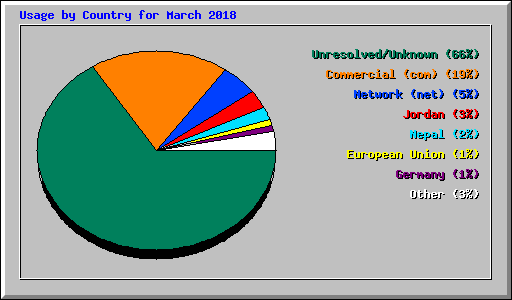 Usage by Country for March 2018
Unresolved/Unknown (66%)
Commercial (com) (19%)
Network (net) (5%)
Jordan (3%)
Nepal (2%)
European Union (1%)
Germany (1%)
Other (3%)